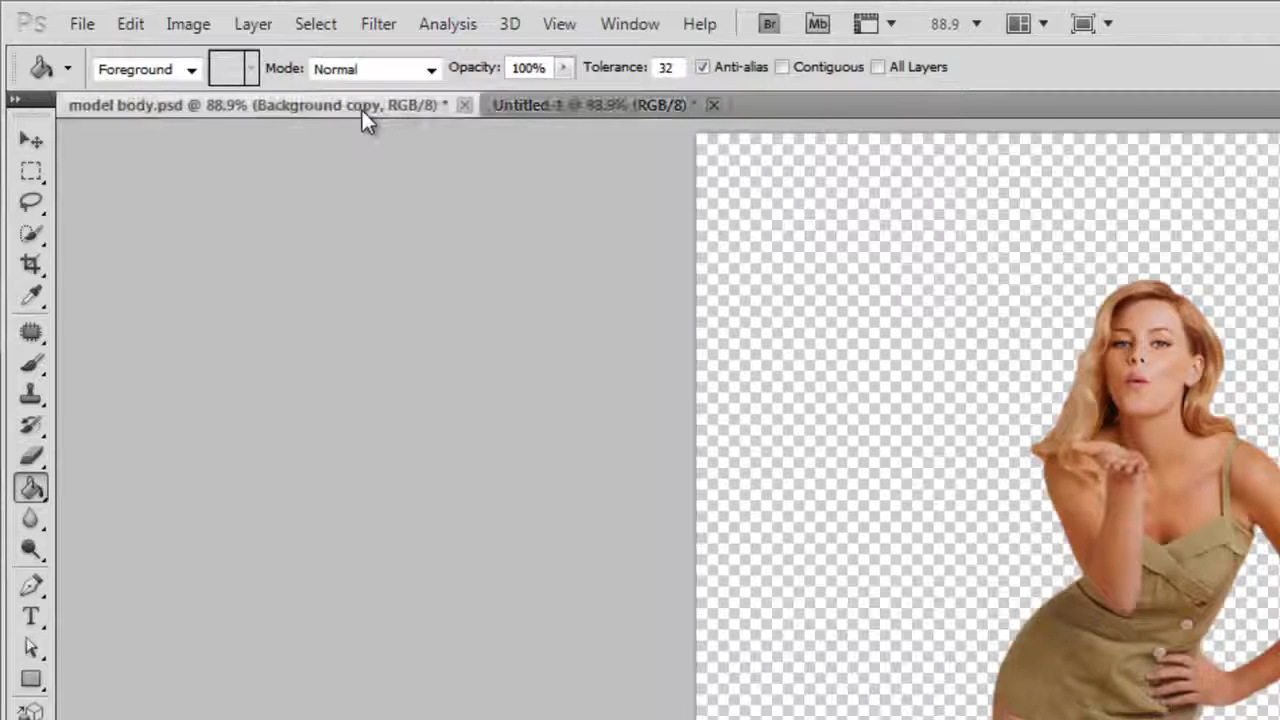 Ps File Edit Image Layer Select Filter Analysis 3D View Window Help Br Mb 88.9
Foreground Mode: Normal Opacity: 100% Tolerance: 32 Anti-alias Contiguous All Layers
model body.psd @ 88.9% (Background copy, RGB/8) * Untitled-1 @ 88.9% (RGB/8) *
T